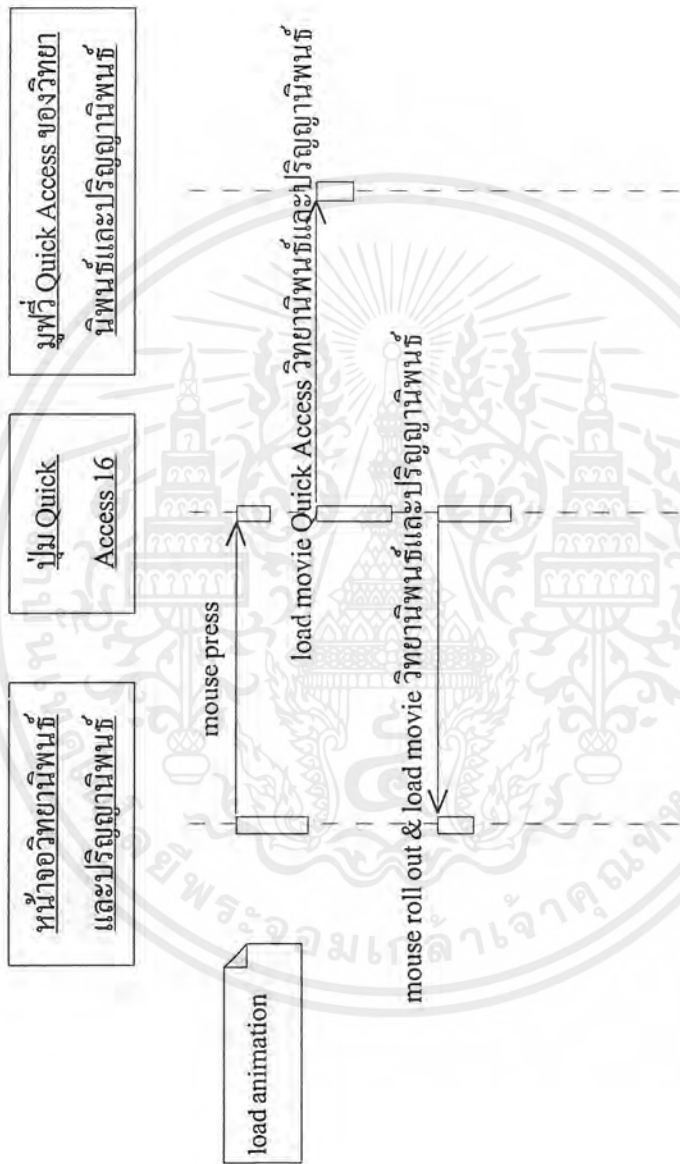 หน้าจอวิทยานิพนธ์
และปริญญานิพนธ์
ปุ่ม Quick
Access 16
มูฟวี่ Quick Access ของวิทยา
นิพนธ์และปริญญานิพนธ์
load animation
mouse press
load movie Quick Access วิทยานิพนธ์และปริญญานิพนธ์
mouse roll out & load movie วิทยานิพนธ์และปริญญานิพนธ์